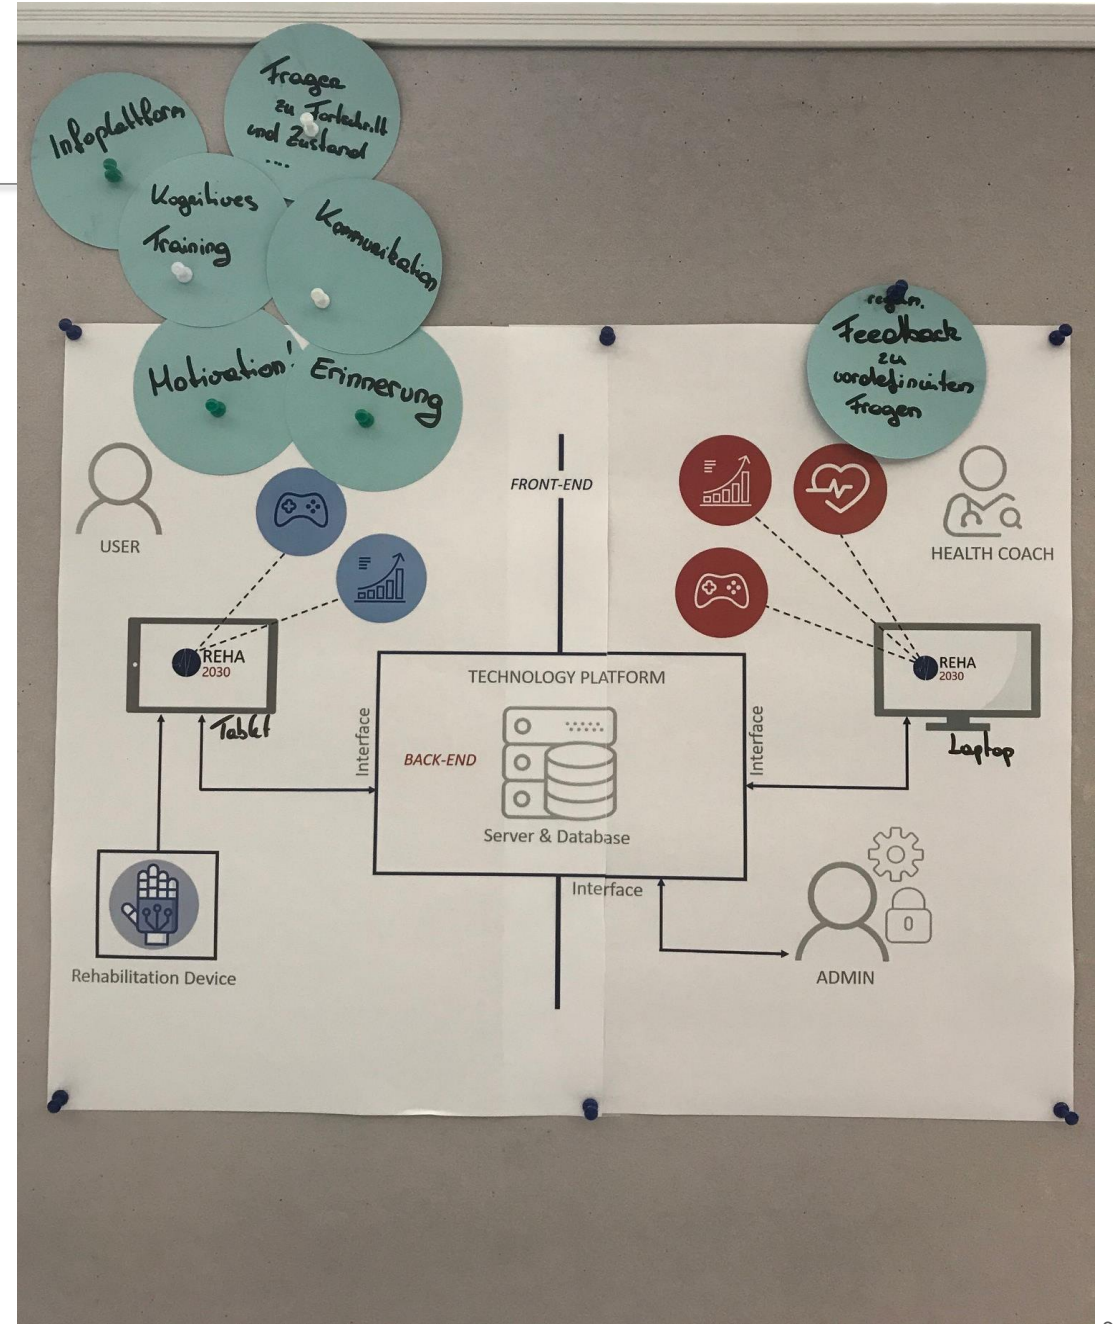 Infoplattform
Fragen
zu Fortschritt
und Zustand
...
Kognitives
Training
Kommunikation
Motivation!
Erinnerung
regelm.
Feedback
zu
vordefinierten
Fragen
USER
FRONT-END
HEALTH COACH
REHA
2030
Tablet
REHA
2030
Laptop
TECHNOLOGY PLATFORM
Interface
BACK-END
Interface
Server & Database
Interface
Rehabilitation Device
ADMIN